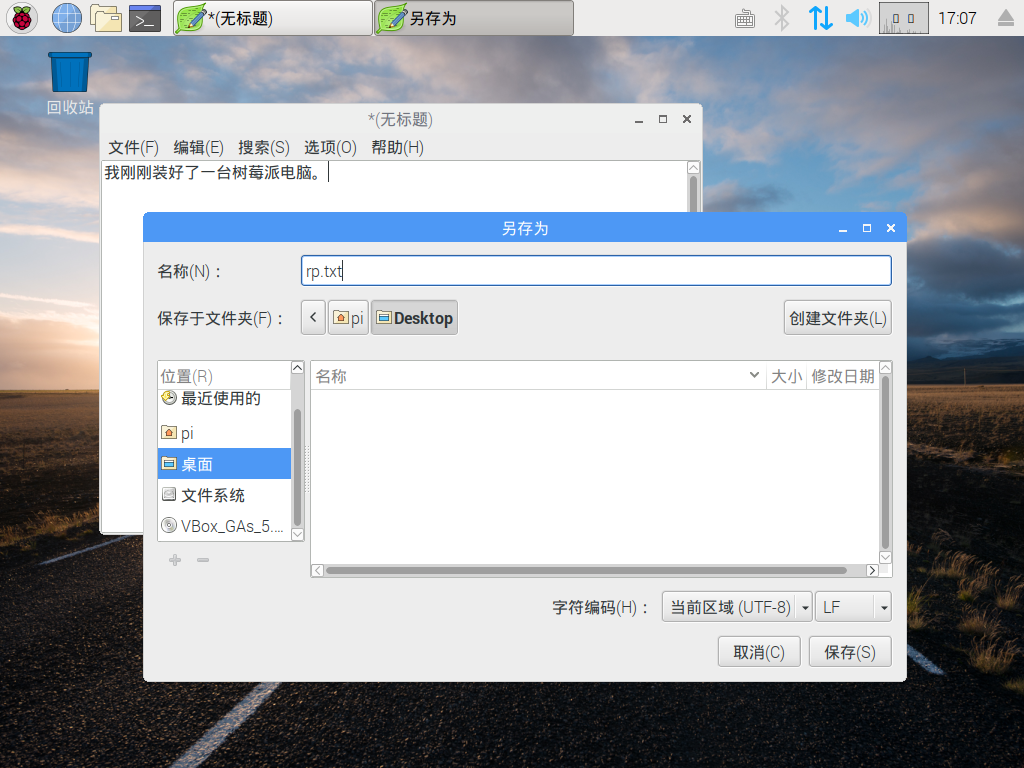 *(无标题)
另存为
17:07
回收站
*(无标题)
文件(F) 编辑(E) 搜索(S) 选项(O) 帮助(H)
我刚刚装好了一台树莓派电脑。
另存为
名称(N)：
rp.txt
保存于文件夹(F)：
pi
Desktop
创建文件夹(L)
位置(R)
最近使用的
pi
桌面
文件系统
VBox_GAs_5....
名称
大小
修改日期
字符编码(H)：
当前区域 (UTF-8)
LF
取消(C)
保存(S)